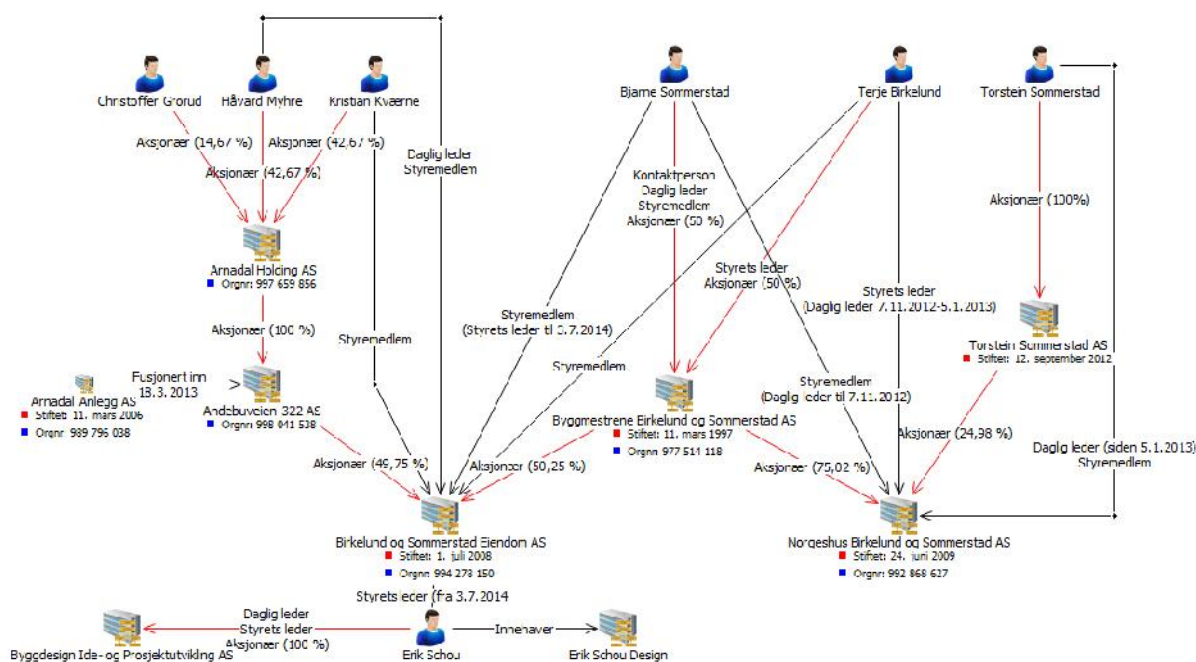 Christoffer Grorud
Håvard Myhre
Kristian Kværne
Bjarne Sommerstad
Terje Birkelund
Torstein Sommerstad
Aksjonær (14,67 %)
Aksjonær (42,67 %)
Aksjonær (42,67 %)
Daglig leder
Styremedlem
Kontaktperson
Daglig leder
Styremedlem
Aksjonær (50 %)
Aksjonær (100%)
Arnadal Holding AS
Orgnr: 997 659 856
Styrets leder
Aksjonær (50 %)
Styrets leder
(Daglig leder 7.11.2012-5.1.2013)
Aksjonær (100 %)
Styremedlem
Styremedlem
(Styrets leder til 3.7.2014)
Styremedlem
Torstein Sommerstad AS
Stiftet: 12. september 2012
Fusjonert inn
18.3.2013
Arnadal Anlegg AS
Stiftet: 11. mars 2006
Orgnr: 989 796 038
Andebuveien 322 AS
Orgnr: 998 041 538
Styremedlem
(Daglig leder til 7.11.2012)
Byggmestrene Birkelund og Sommerstad AS
Stiftet: 11. mars 1997
Orgnr: 977 514 118
Aksjonær (24,98 %)
Daglig leder (siden 5.1.2013)
Styremedlem
Aksjonær (49,75 %)
Aksjonær (50,25 %)
Aksjonær (75,02 %)
Birkelund og Sommerstad Eiendom AS
Stiftet: 1. juli 2008
Orgnr: 994 278 150
Norgeshus Birkelund og Sommerstad AS
Stiftet: 24. juni 2009
Orgnr: 992 868 627
Styrets leder (fra 3.7.2014
Daglig leder
Styrets leder
Aksjonær (100 %)
Innehaver
Byggdesign Ide- og Prosjektutvikling AS
Erik Schou
Erik Schou Design